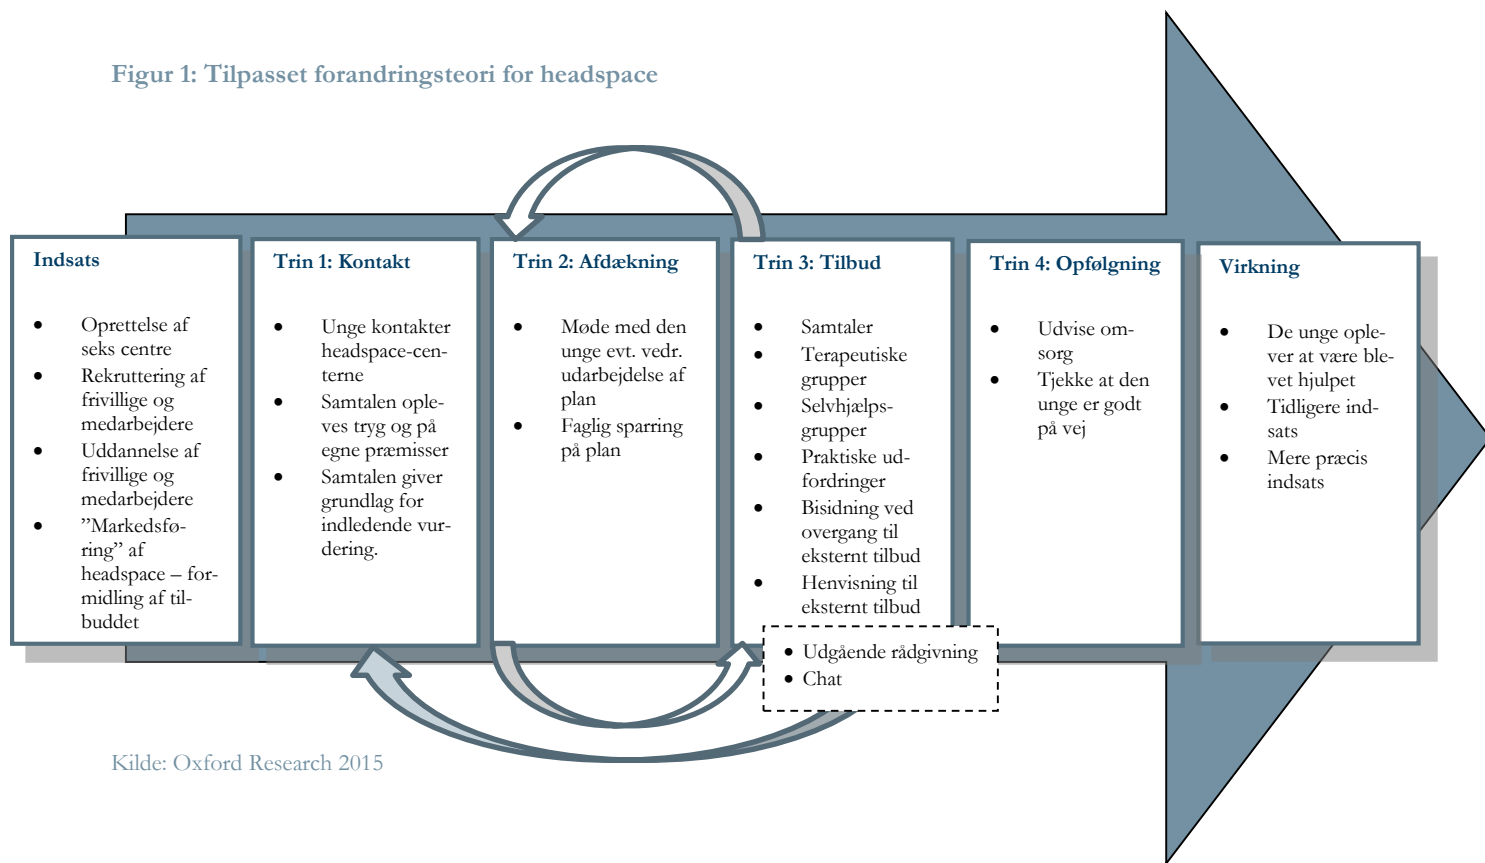 Figur 1: Tilpasset forandringsteori for headspace
Indsats
• Oprettelse af
seks centre
• Rekruttering af
frivillige og
medarbejdere
• Uddannelse af
frivillige og
medarbejdere
• ”Markedsfø-
ring” af
headspace – for-
midling af til-
buddet
Trin 1: Kontakt
• Unge kontakter
headspace-cen-
terne
• Samtalen ople-
ves tryg og på
egne præmisser
• Samtalen giver
grundlag for
indledende vur-
dering.
Trin 2: Afdækning
• Møde med den
unge evt. vedr.
udarbejdelse af
plan
• Faglig sparring
på plan
Trin 3: Tilbud
• Samtaler
• Terapeutiske
grupper
• Selvhjælps-
grupper
• Praktiske ud-
fordringer
• Bisidning ved
overgang til
eksternt tilbud
• Henvisning til
eksternt tilbud
• Udgående rådgivning
• Chat
Trin 4: Opfølgning
• Udvise om-
sorg
• Tjekke at den
unge er godt
på vej
Virkning
• De unge ople-
ver at være ble-
vet hjulpet
• Tidligere ind-
sats
• Mere præcis
indsats
Kilde: Oxford Research 2015